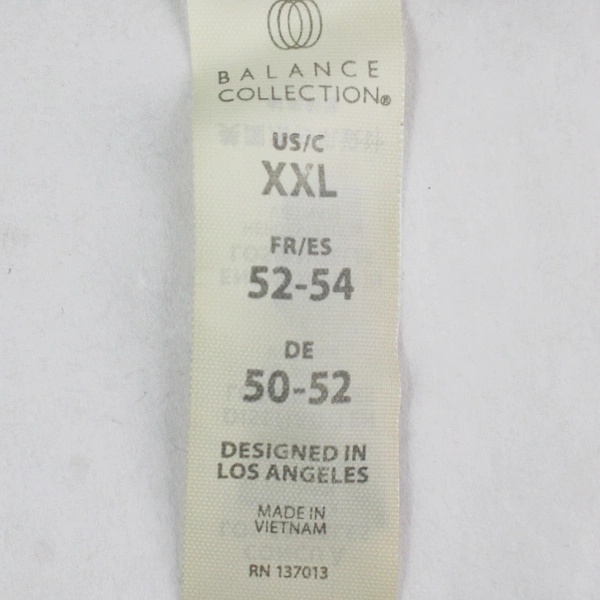 BALANCE
COLLECTION®
US/C
XXL
FR/ES
52-54
DE
50-52
DESIGNED IN
LOS ANGELES
MADE IN
VIETNAM
RN 137013